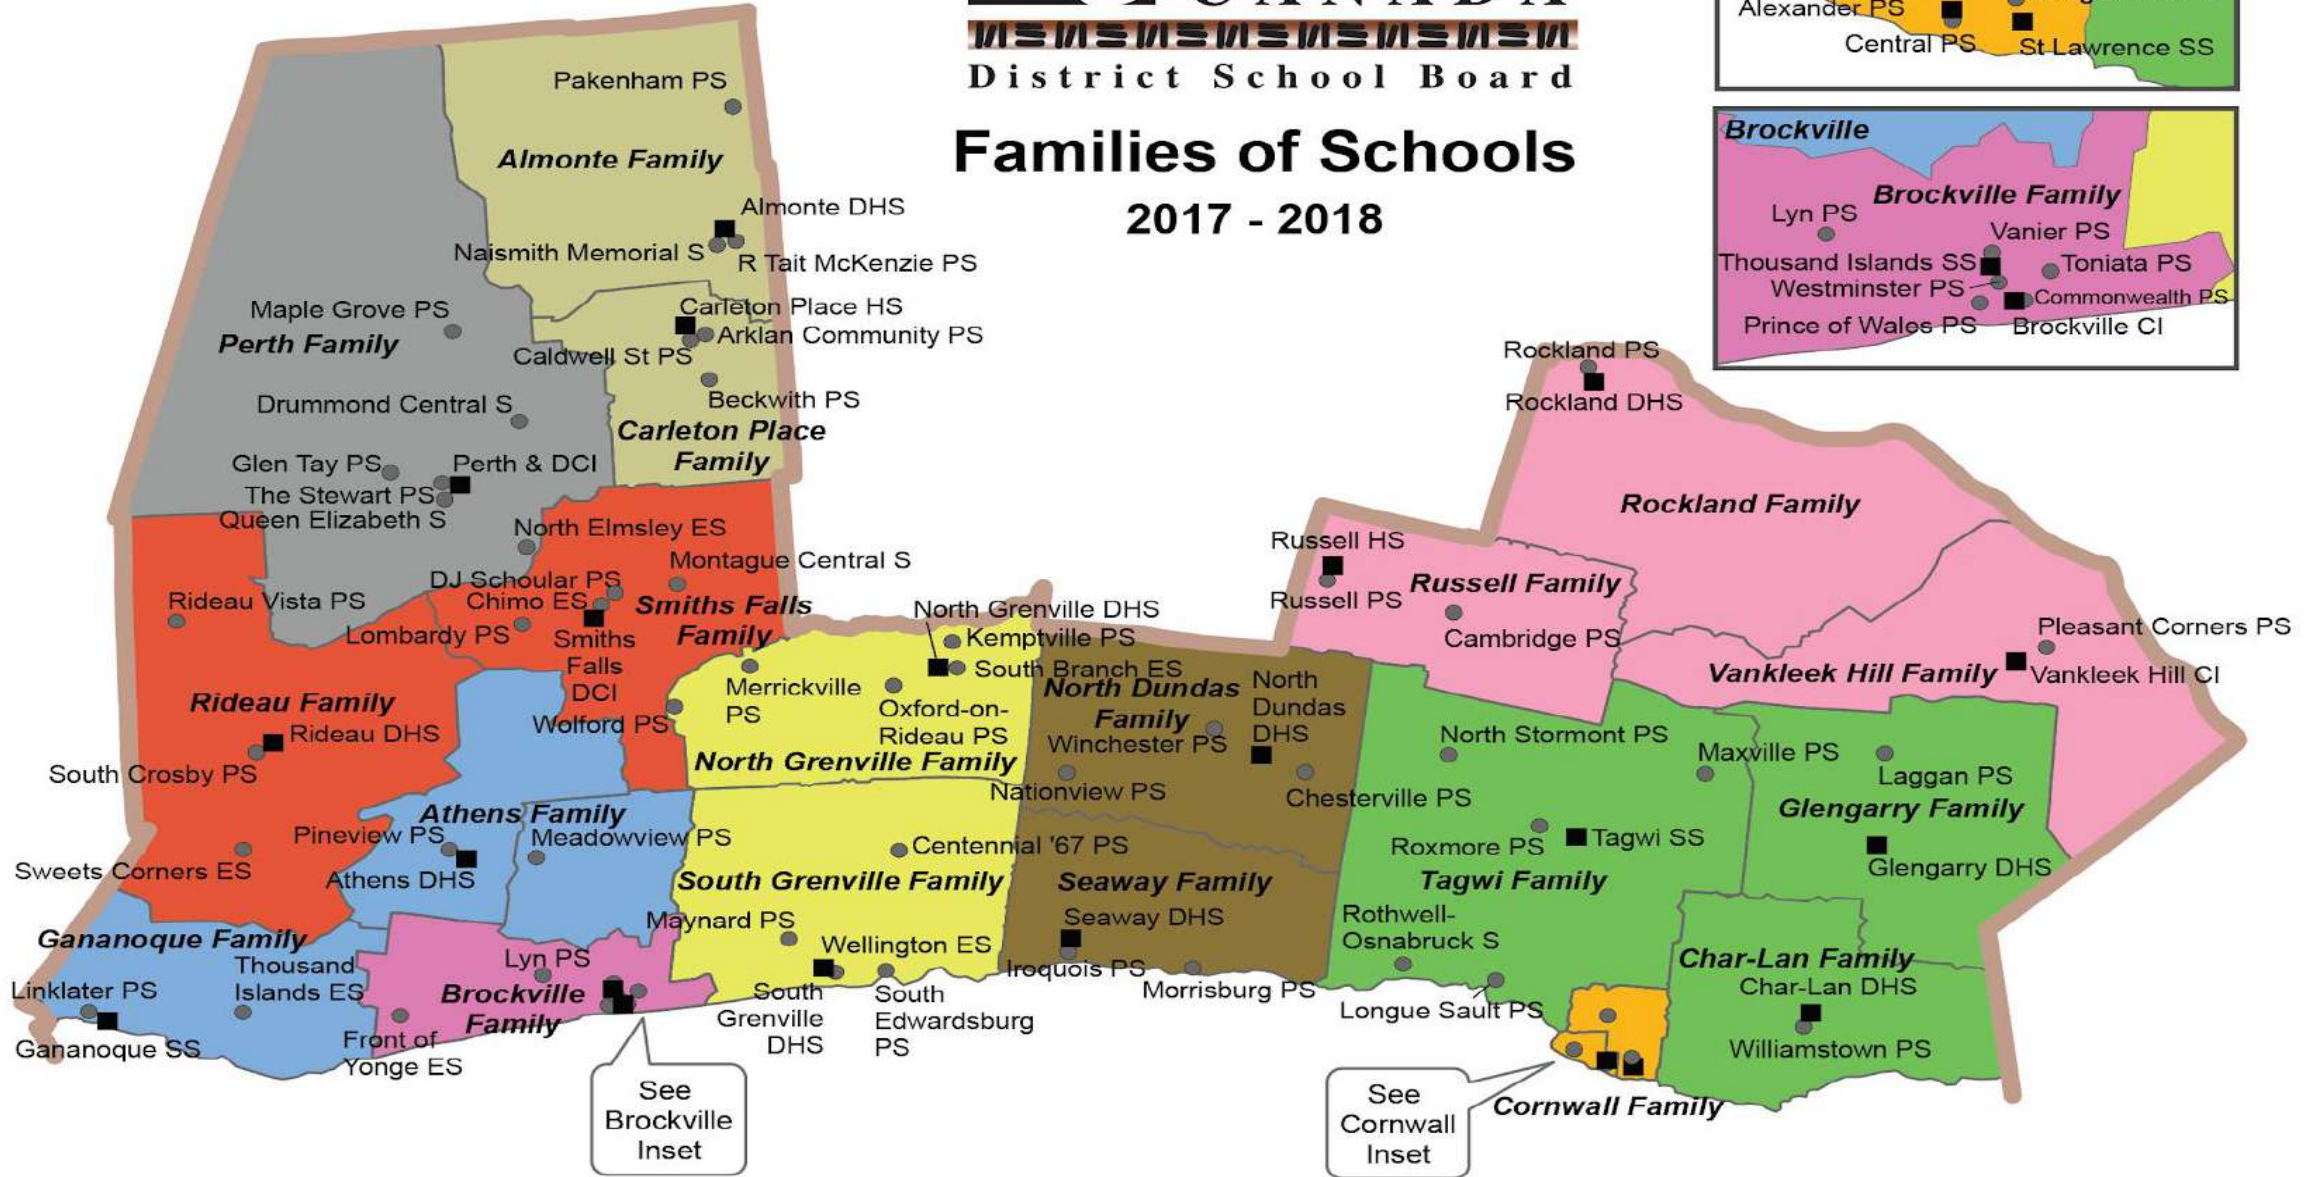 CANADA
District School Board
Families of Schools
2017 - 2018
Alexander PS
Central PS
St Lawrence SS
Brockville
Brockville Family
Lyn PS
Vanier PS
Thousand Islands SS
Toniata PS
Westminster PS
Commonwealth PS
Prince of Wales PS
Brockville CI
Pakenham PS
Almonte Family
Almonte DHS
Naismith Memorial S
R Tait McKenzie PS
Carleton Place HS
Arklan Community PS
Caldwell St PS
Beckwith PS
Carleton Place
Family
Maple Grove PS
Perth Family
Drummond Central S
Glen Tay PS
Perth & DCI
The Stewart PS
Queen Elizabeth S
North Elmsley ES
Montague Central S
DJ Schoular PS
Chimo ES
Smiths Falls
Family
Lombardy PS
Smiths
Falls
DCI
Wolford PS
Rideau Vista PS
Rideau Family
Rideau DHS
South Crosby PS
Sweets Corners ES
Athens Family
Pineview PS
Meadowview PS
Athens DHS
Gananoque Family
Thousand
Islands ES
Linklater PS
Gananoque SS
Lyn PS
Brockville
Family
Front of
Yonge ES
See
Brockville
Inset
North Grenville DHS
Kemptville PS
South Branch ES
Merrickville
PS
Oxford-on-
Rideau PS
North Grenville Family
Centennial '67 PS
South Grenville Family
Maynard PS
Wellington ES
South
Grenville
DHS
South
Edwardsburg
PS
North Dundas
Family
North
Dundas
DHS
Winchester PS
Nationview PS
Chesterville PS
Seaway Family
Seaway DHS
Iroquois PS
Morrisburg PS
Rockland PS
Rockland DHS
Rockland Family
Russell HS
Russell Family
Russell PS
Cambridge PS
Pleasant Corners PS
Vankleek Hill Family
Vankleek Hill CI
North Stormont PS
Maxville PS
Laggan PS
Glengarry Family
Roxmore PS
Tagwi SS
Glengarry DHS
Tagwi Family
Rothwell-
Osnabruck S
Longue Sault PS
Char-Lan Family
Char-Lan DHS
Williamstown PS
See
Cornwall
Inset
Cornwall Family